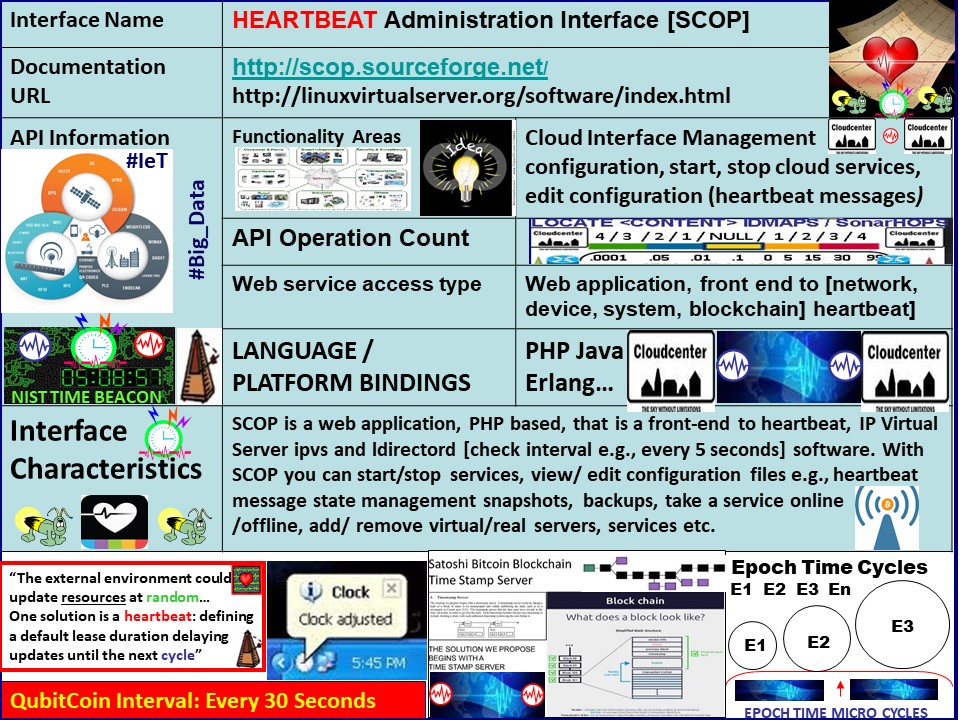 Interface Name
HEARTBEAT Administration Interface [SCOP]
Documentation
URL
http://scop.sourceforge.net/
http://linuxvirtualserver.org/software/index.html
API Information
#IeT
#Big_Data
Functionality Areas
Idea
Cloud Interface Management
configuration, start, stop cloud services,
edit configuration (heartbeat messages)
Cloudcenter
Cloudcenter
API Operation Count
LOCATE <CONTENT> IDMAPS / SonarHOPS
Cloudcenter
4 / 3 / 2 / 1 / NULL / 1 / 2 / 3 / 4
Cloudcenter
.0001 .05 .01 .1 0 5 15 30
Web service access type
Web application, front end to [network,
device, system, blockchain] heartbeat]
LANGUAGE /
PLATFORM BINDINGS
PHP Java
Erlang...
Cloudcenter
THE SKY WITHOUT LIMITATIONS
Cloudcenter
THE SKY WITHOUT LIMITATIONS
05:08:57
NIST TIME BEACON
Interface
Characteristics
SCOP is a web application, PHP based, that is a front-end to heartbeat, IP Virtual
Server ipvs and ldirectord [check interval e.g., every 5 seconds] software. With
SCOP you can start/stop services, view/ edit configuration files e.g., heartbeat
message state management snapshots, backups, take a service online
/offline, add/ remove virtual/real servers, services etc.
“The external environment could
update resources at random…
One solution is a heartbeat: defining
a default lease duration delaying
updates until the next cycle”
QubitCoin Interval: Every 30 Seconds
Clock
Clock adjusted
5:45 PM
Satoshi Bitcoin Blockchain
Time Stamp Server
THE SOLUTION WE PROPOSE
BEGINS WITH A
TIME STAMP SERVER
Block chain
What does a block look like?
Epoch Time Cycles
E1 E2 E3 En
E1
E2
E3
EPOCH TIME MICRO CYCLES